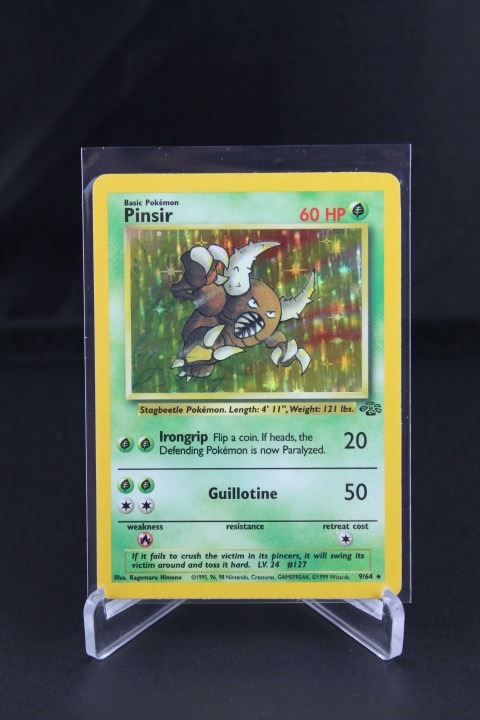 Basic Pokémon
Pinsir
60 HP
Stagbeetle Pokémon. Length: 4' 11", Weight: 121 lbs.
Irongrip Flip a coin. If heads, the
Defending Pokémon is now Paralyzed.
20
Guillotine
50
weakness resistance retreat cost
If it fails to crush the victim in its pincers, it will swing its
victim around and toss it hard. LV. 24 #127
Illus. Kagemaru Himeno ©1995, 96, 98 Nintendo, Creatures, GAMEFREAK. ©1999 Wizards. 9/64 ★